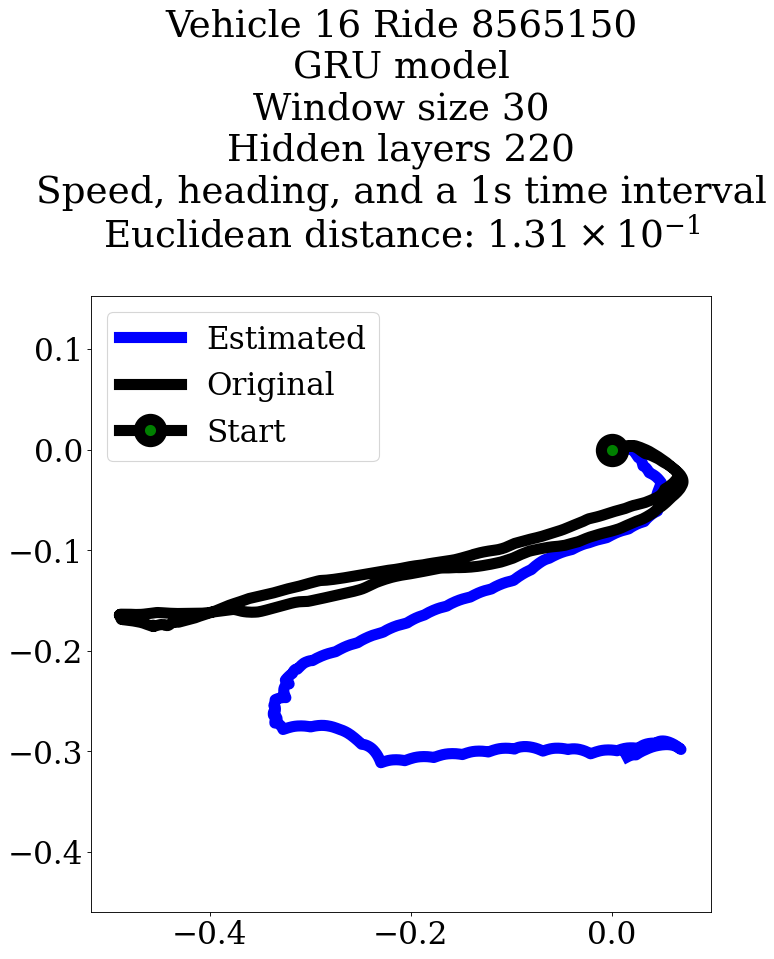 Vehicle 16 Ride 8565150
GRU model
Window size 30
Hidden layers 220
Speed, heading, and a 1s time interval
Euclidean distance: 1.31 × 10⁻¹
Estimated
Original
Start
0.1
0.0
−0.1
−0.2
−0.3
−0.4
−0.4 −0.2 0.0